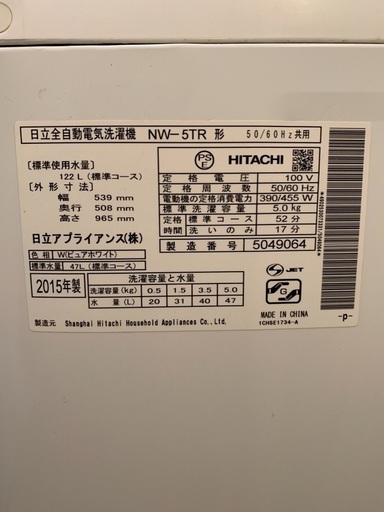 日立全自動電気洗濯機 NW-5TR 形 50/60Hz共用
[標準使用水量]
122 L (標準コース)
[外形寸法]
幅 539 mm
奥行 508 mm
高さ 965 mm
日立アプライアンス(株)
色 相 W(ピュアホワイト)
標準水量 47L (標準コース)
PSE HITACHI
定格電圧 100 V
定格周波数 50/60 Hz
電動機の定格消費電力 390/455 W
標準洗濯容量 5.0kg
定格 標準コース 52 分
時間 洗いのみ 17 分
製造番号 5049064
2015年製
洗濯容量と水量
洗濯容量(kg) 0.5 1.5 3.5 5.0
水 量(L) 20 31 40 47
S JET
製造元 Shanghai Hitachi Household Appliances Co.,Ltd.
1CH5E1734-A
MADE IN CHINA
-p-